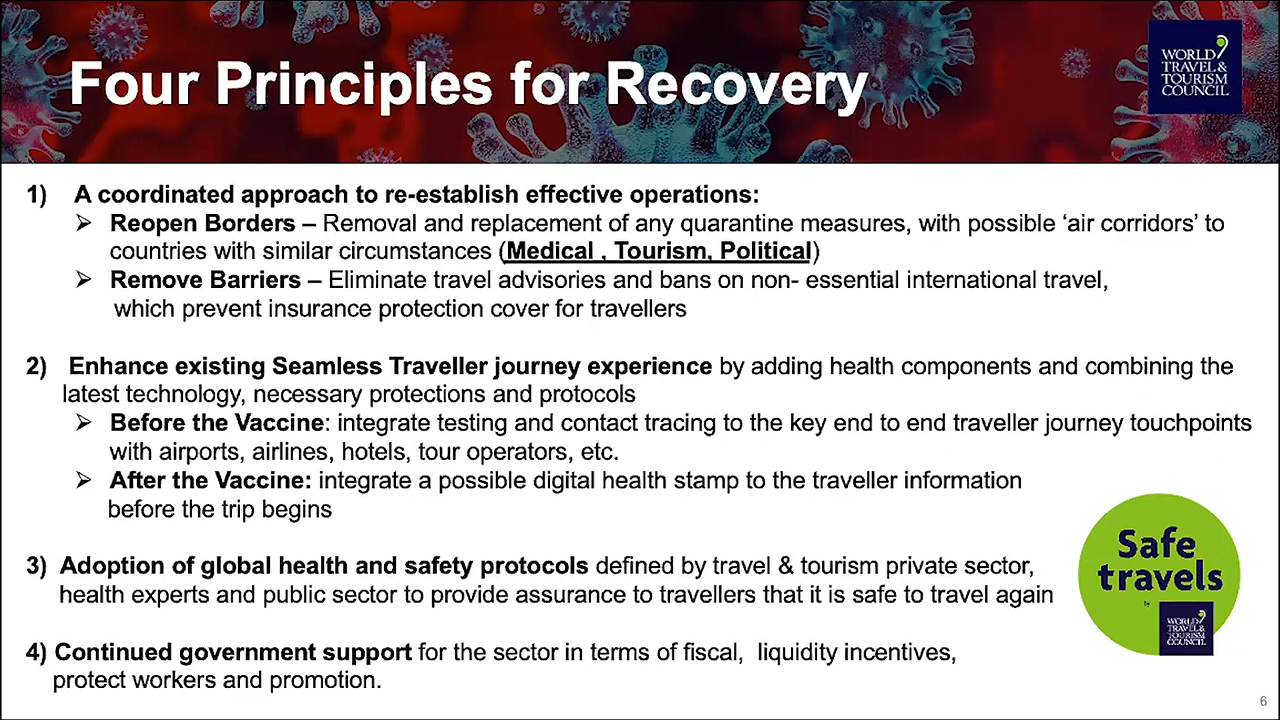 Four Principles for Recovery
WORLD
TRAVEL &
TOURISM
COUNCIL
1) A coordinated approach to re-establish effective operations:
➢ Reopen Borders – Removal and replacement of any quarantine measures, with possible ‘air corridors’ to
countries with similar circumstances (Medical , Tourism, Political)
➢ Remove Barriers – Eliminate travel advisories and bans on non- essential international travel,
which prevent insurance protection cover for travellers
2) Enhance existing Seamless Traveller journey experience by adding health components and combining the
latest technology, necessary protections and protocols
➢ Before the Vaccine: integrate testing and contact tracing to the key end to end traveller journey touchpoints
with airports, airlines, hotels, tour operators, etc.
➢ After the Vaccine: integrate a possible digital health stamp to the traveller information
before the trip begins
3) Adoption of global health and safety protocols defined by travel & tourism private sector,
health experts and public sector to provide assurance to travellers that it is safe to travel again
4) Continued government support for the sector in terms of fiscal, liquidity incentives,
protect workers and promotion.
Safe
travels
by
WORLD
TRAVEL &
TOURISM
COUNCIL
6